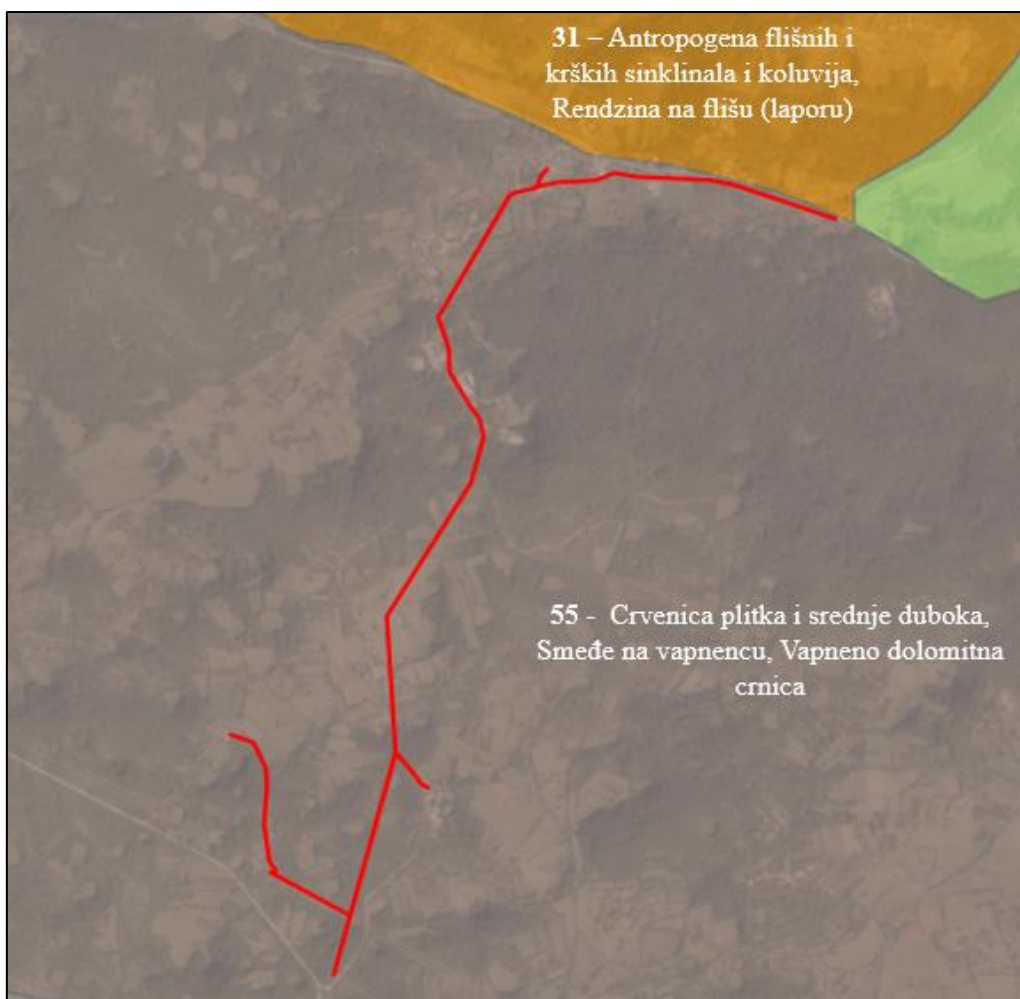 31 – Antropogena flišnih i
krških sinklinala i koluvija,
Rendzina na flišu (laporu)
55 - Crvenica plitka i srednje duboka,
Smeđe na vapnencu, Vapneno dolomitna
crnica